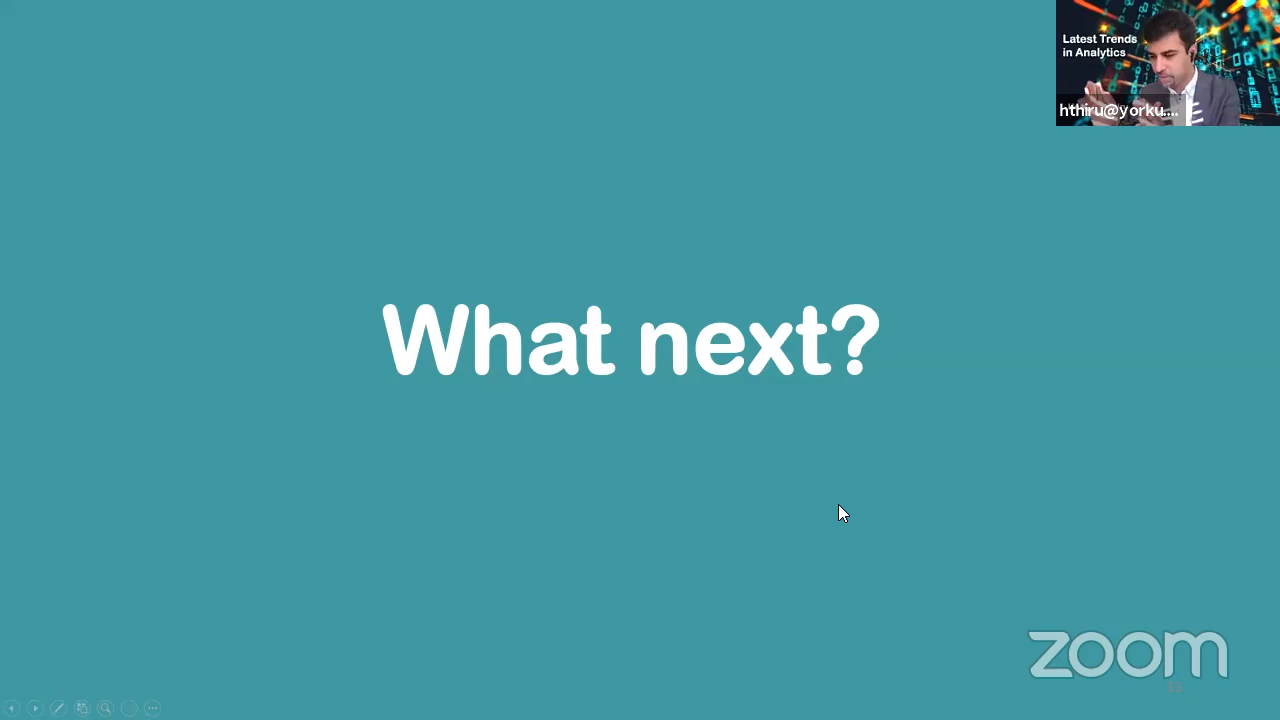 Latest Trends
in Analytics
hthiru@yorku....
What next?
zoom